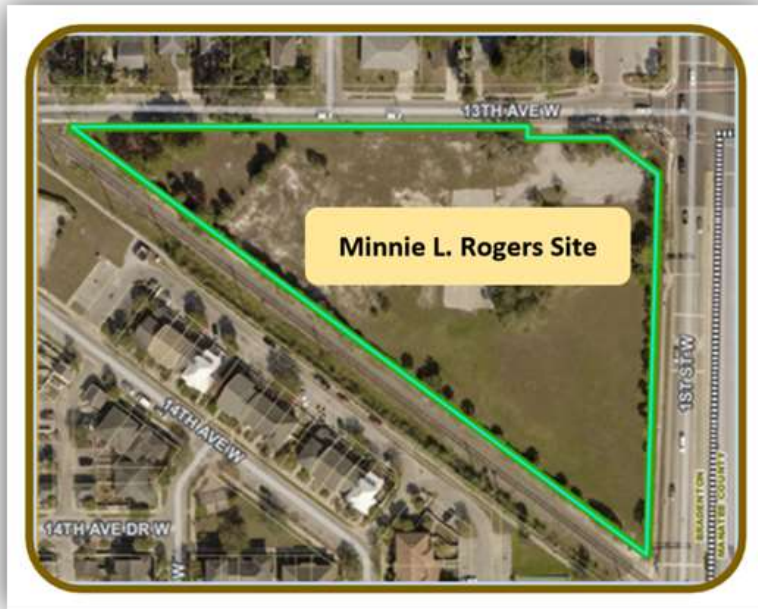 13TH AVE W
Minnie L. Rogers Site
1ST ST W
14TH AVE W
14TH AVE DR W
W
BRADENTON
MANATEE COUNTY